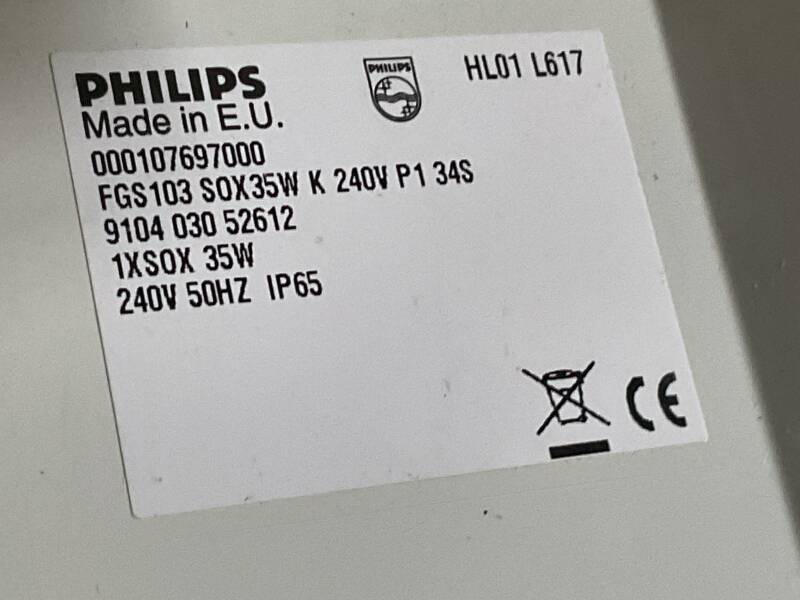 PHILIPS
PHILIPS
HL01 L617
Made in E.U.
000107697000
FGS103 SOX35W K 240V P1 34S
9104 030 52612
1XSOX 35W
240V 50HZ IP65
CE